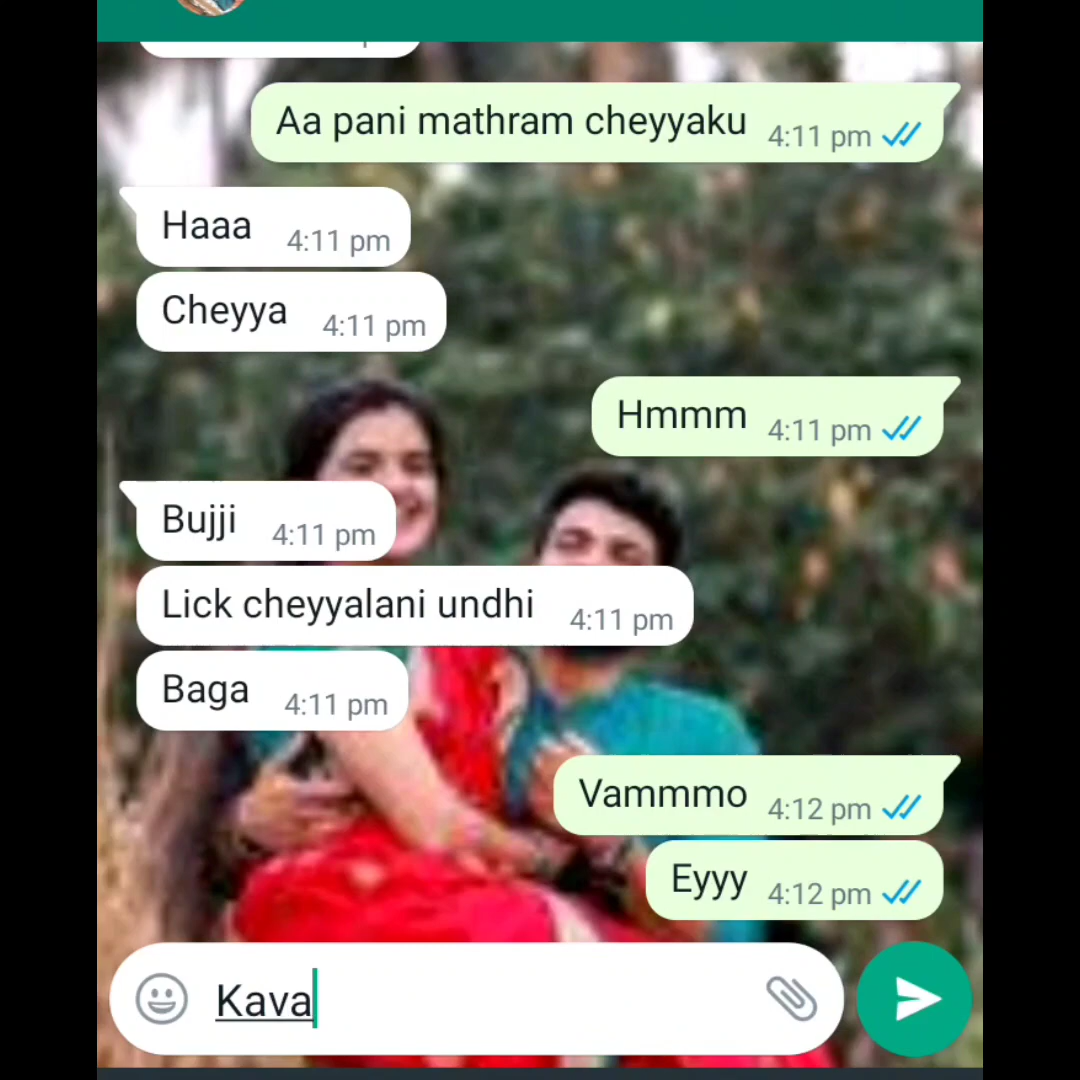 Aa pani mathram cheyyaku 4:11 pm
Haaa 4:11 pm
Cheyya 4:11 pm
Hmmm 4:11 pm
Bujji 4:11 pm
Lick cheyyalani undhi 4:11 pm
Baga 4:11 pm
Vammmo 4:12 pm
Eyyy 4:12 pm
Kava